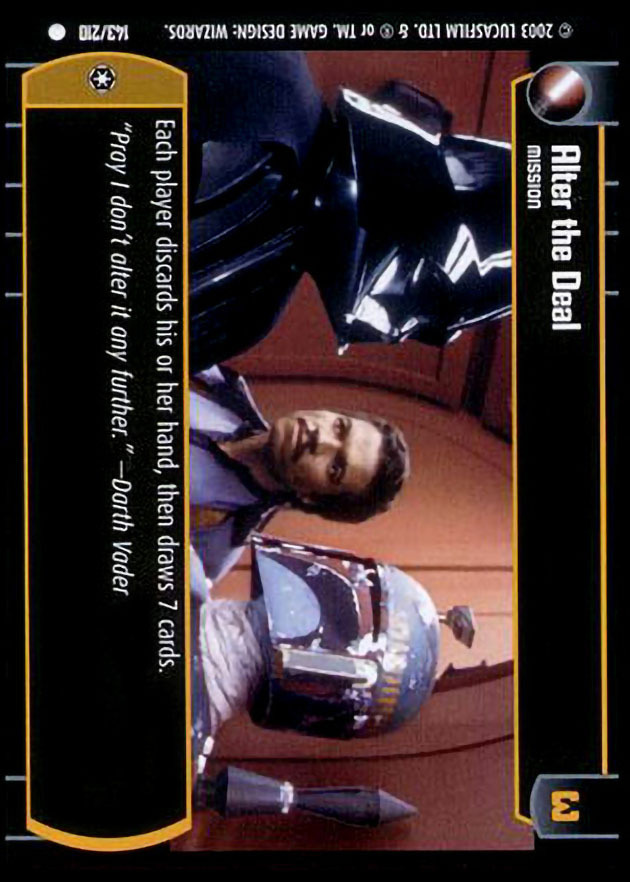 Alter the Deal
MISSION
3
Each player discards his or her hand, then draws 7 cards.
"Pray I don't alter it any further." —Darth Vader
© 2003 LUCASFILM LTD. & ® or TM. GAME DESIGN: WIZARDS.
143/210